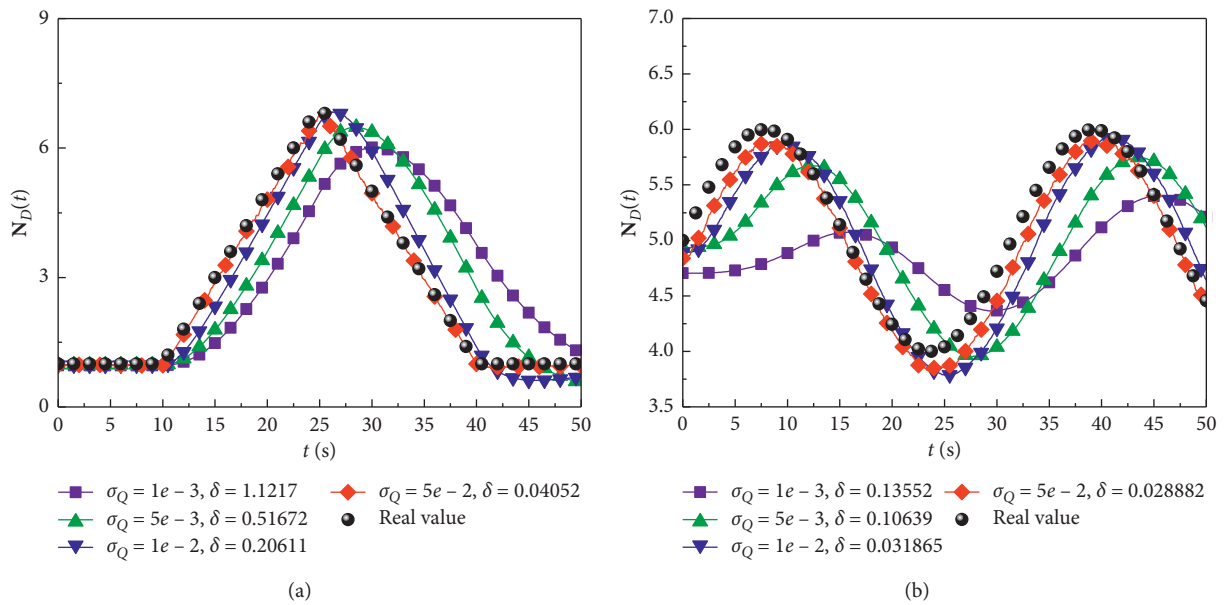 9
6
3
0
N_D(t)
0 5 10 15 20 25 30 35 40 45 50
t (s)
σ_Q = 1e – 3, δ = 1.1217
σ_Q = 5e – 3, δ = 0.51672
σ_Q = 1e – 2, δ = 0.20611
σ_Q = 5e – 2, δ = 0.04052
Real value
(a)
7.0
6.5
6.0
5.5
5.0
4.5
4.0
3.5
N_D(t)
0 5 10 15 20 25 30 35 40 45 50
t (s)
σ_Q = 1e – 3, δ = 0.13552
σ_Q = 5e – 3, δ = 0.10639
σ_Q = 1e – 2, δ = 0.031865
σ_Q = 5e – 2, δ = 0.028882
Real value
(b)